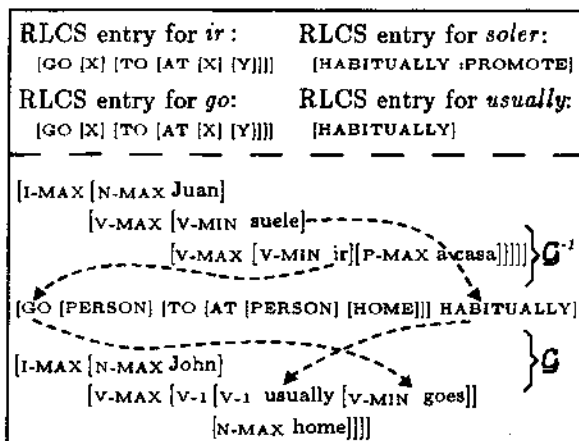 RLCS entry for ir: RLCS entry for soler:
[GO [X] [TO [AT [X] [Y]]]] [HABITUALLY :PROMOTE]
RLCS entry for go: RLCS entry for usually:
[GO [X] [TO [AT [X] [Y]]]] [HABITUALLY]
[I-MAX [N-MAX Juan]
[V-MAX [V-MIN suele]
[V-MAX [V-MIN ir][P-MAX a casa]]]]] G⁻¹
[GO [PERSON] [TO [AT [PERSON] [HOME]]] HABITUALLY]
[I-MAX [N-MAX John] G
[V-MAX [V-1 [V-1 usually [V-MIN goes]]
[N-MAX home]]]]